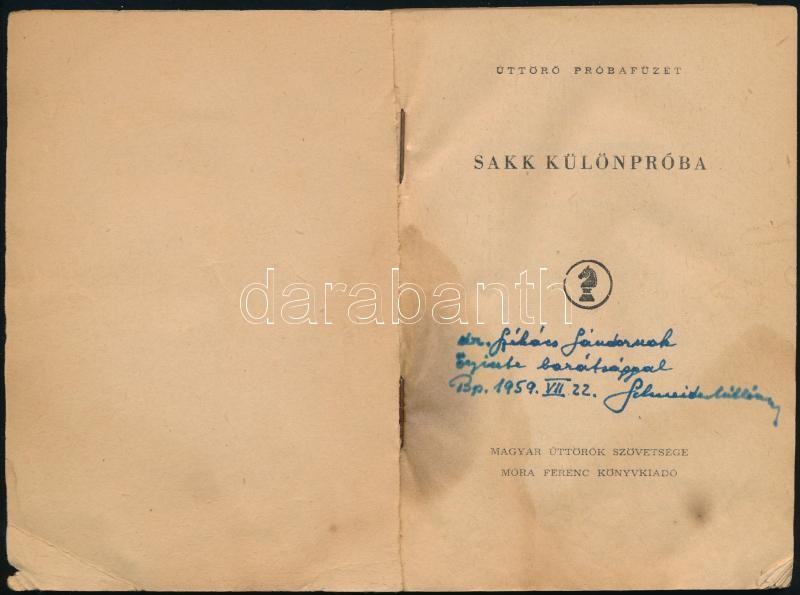 ÚTTÖRŐ PRÓBAFÜZET
SAKK KÜLÖNPRÓBA
darabanth
dr. Székács Sándornak
Őszinte barátsággal
Bp. 1959. VII. 22.
MAGYAR ÚTTÖRŐK SZÖVETSÉGE
MÓRA FERENC KÖNYVKIADÓ